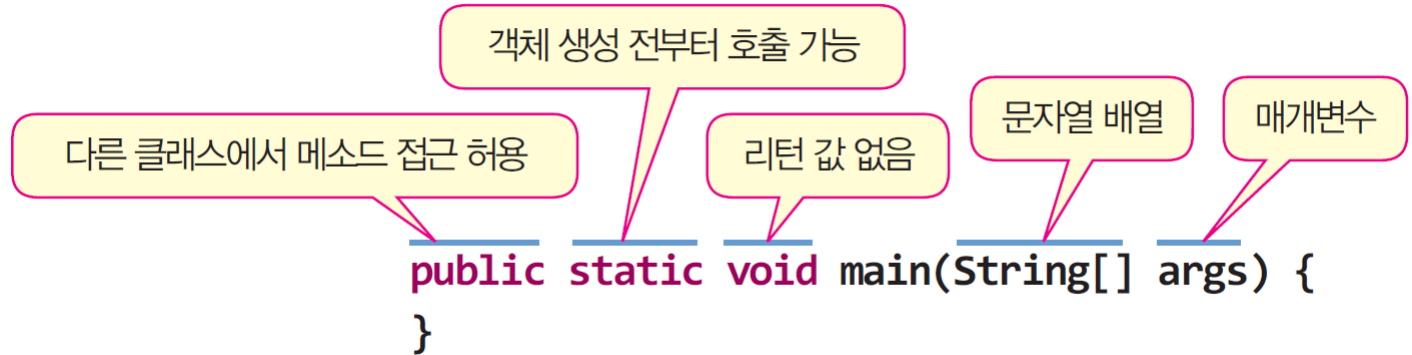 객체 생성 전부터 호출 가능
다른 클래스에서 메소드 접근 허용
리턴 값 없음
문자열 배열
매개변수
public static void main(String[] args) {
}